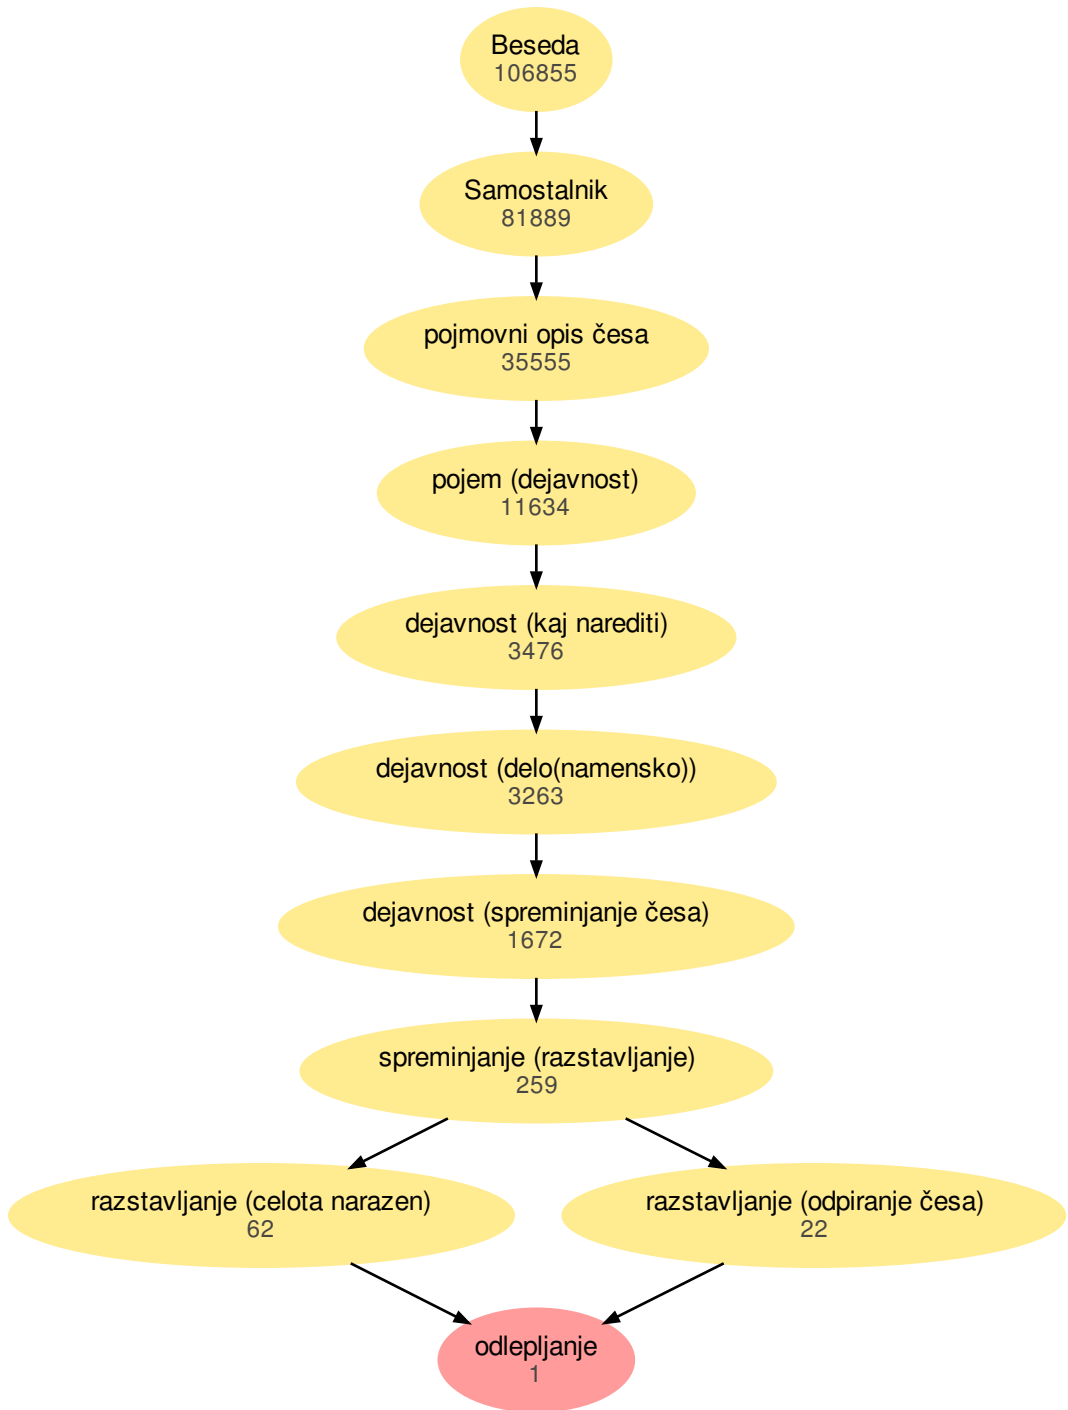 Beseda
106855
Samostalnik
81889
pojmovni opis česa
35555
pojem (dejavnost)
11634
dejavnost (kaj narediti)
3476
dejavnost (delo(namensko))
3263
dejavnost (spreminjanje česa)
1672
spreminjanje (razstavljanje)
259
razstavljanje (celota narazen)
62
razstavljanje (odpiranje česa)
22
odlepljanje
1